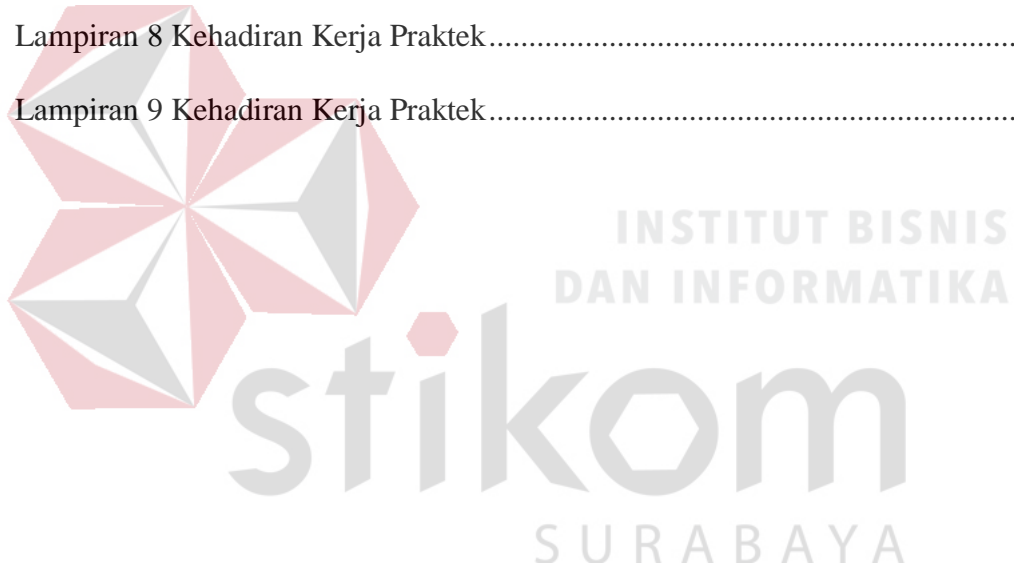 Lampiran 8 Kehadiran Kerja Praktek.......................................................................
Lampiran 9 Kehadiran Kerja Praktek.......................................................................
INSTITUT BISNIS
DAN INFORMATIKA
stikom
SURABAYA